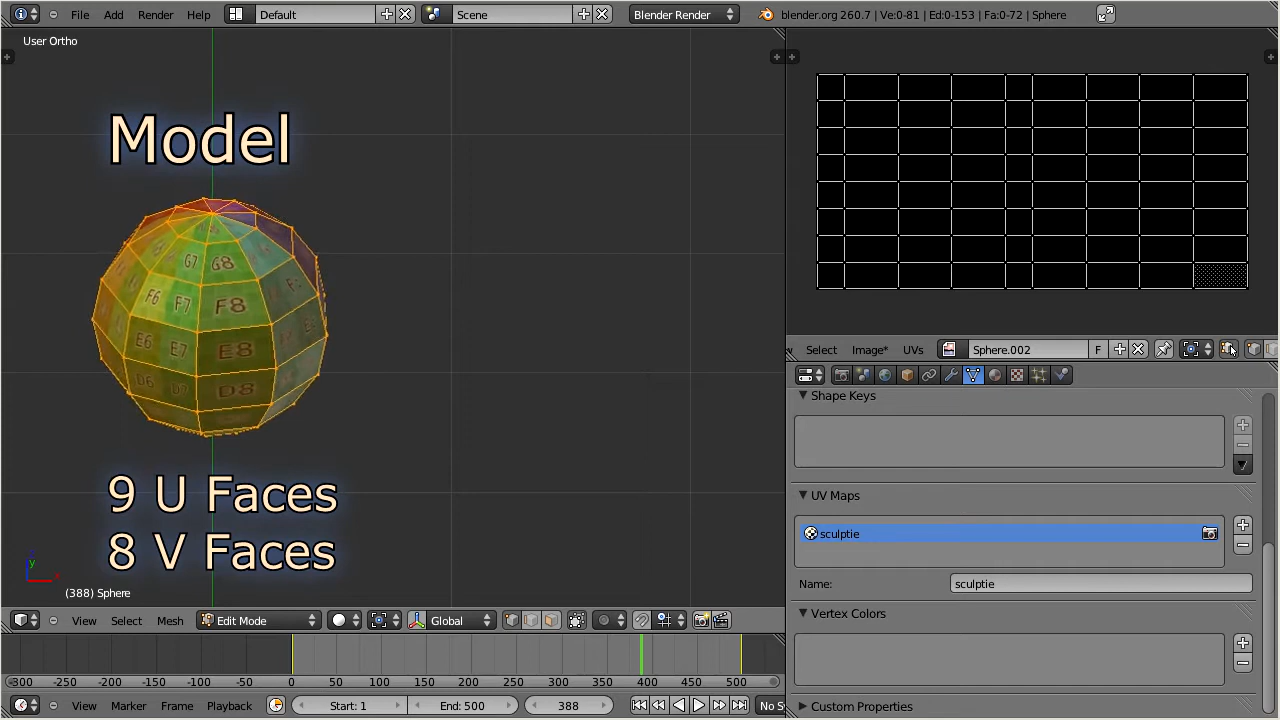 File Add Render Help Default Scene Blender Render blender.org 260.7 | Ve:0-81 | Ed:0-153 | Fa:0-72 | Sphere
User Ortho
Model
G7 G8
F6 F7 F8
E6 E7 E8
D6 D7 D8
9 U Faces
8 V Faces
y x
(388) Sphere
View Select Mesh Edit Mode Global
-300 -250 -200 -150 -100 -50 0 50 100 150 200 250 300 350 400 450 500
View Marker Frame Playback Start: 1 End: 500 388 No S
Select Image* UVs Sphere.002 F
Shape Keys
UV Maps
sculptie
Name: sculptie
Vertex Colors
Custom Properties